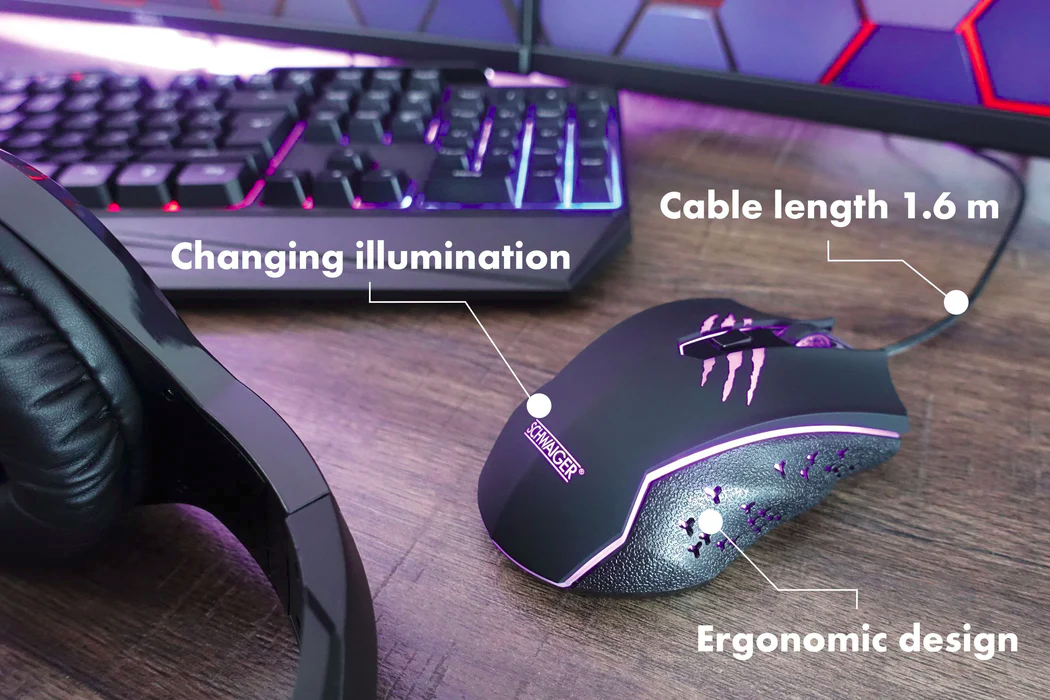 Cable length 1.6 m
Changing illumination
SCHWAIGER®
Ergonomic design